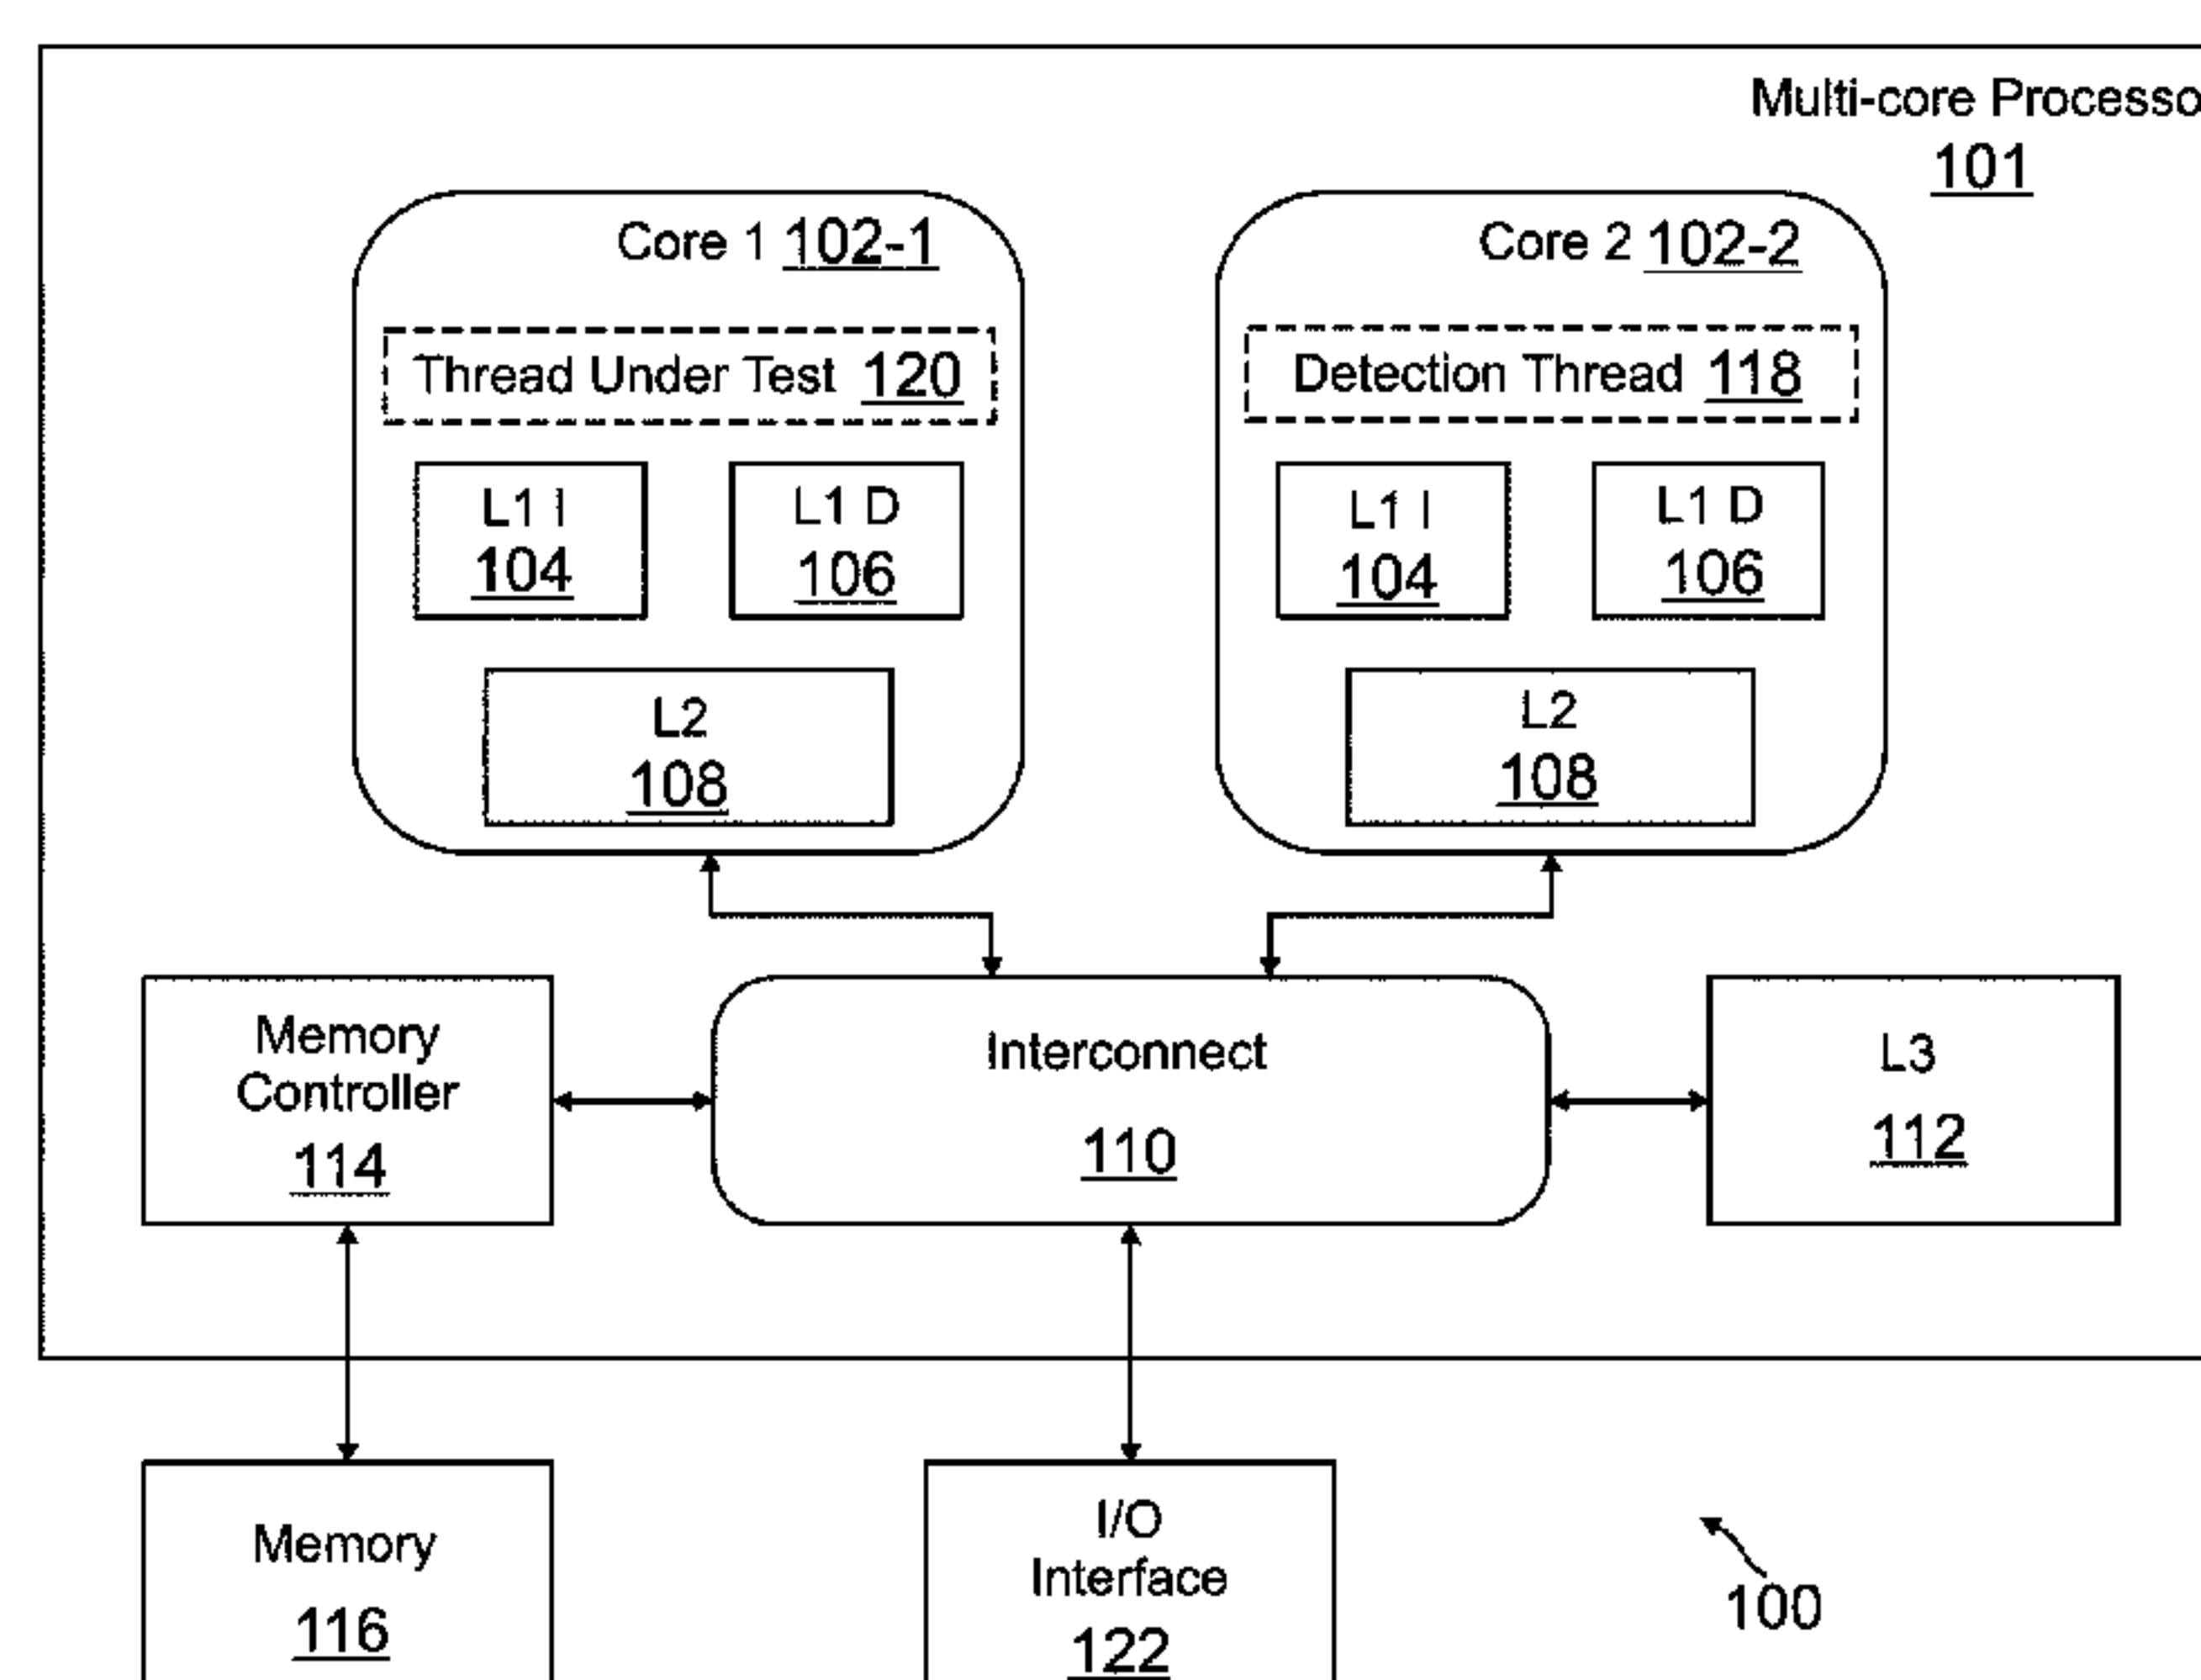 Multi-core Processo
101
Core 1 102-1
Thread Under Test 120
L1 I
104
L1 D
106
L2
108
Core 2 102-2
Detection Thread 118
L1 I
104
L1 D
106
L2
108
Memory
Controller
114
Interconnect
110
L3
112
Memory
116
I/O
Interface
122
100